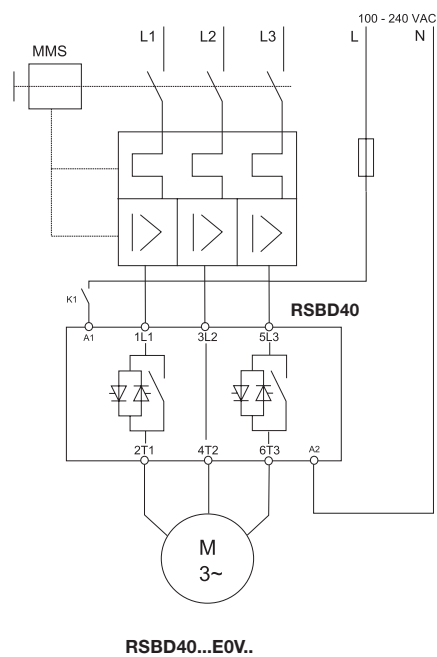 100 - 240 VAC
L1 L2 L3 L N
MMS
K1
RSBD40
A1 1L1 3L2 5L3
2T1 4T2 6T3 A2
M
3~
RSBD40...E0V..